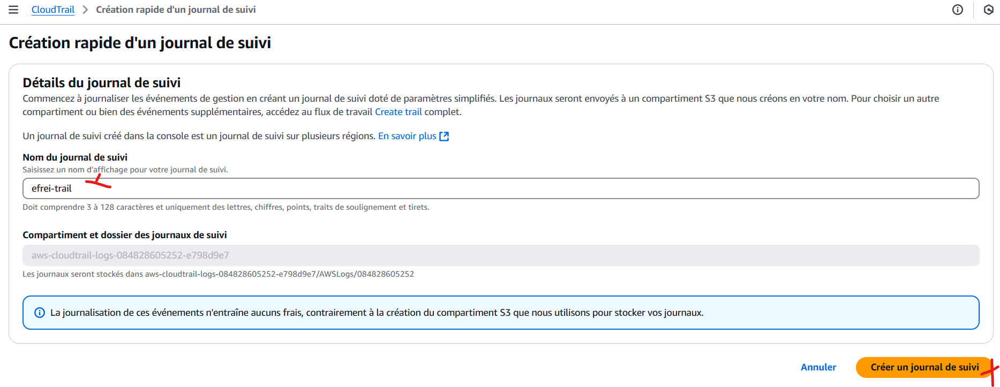 CloudTrail > Création rapide d'un journal de suivi
Création rapide d'un journal de suivi
Détails du journal de suivi
Commencez à journaliser les événements de gestion en créant un journal de suivi doté de paramètres simplifiés. Les journaux seront envoyés à un compartiment S3 que nous créons en votre nom. Pour choisir un autre
compartiment ou bien des événements supplémentaires, accédez au flux de travail Create trail complet.
Un journal de suivi créé dans la console est un journal de suivi sur plusieurs régions. En savoir plus
Nom du journal de suivi
Saisissez un nom d'affichage pour votre journal de suivi.
efrei-trail
Doit comprendre 3 à 128 caractères et uniquement des lettres, chiffres, points, traits de soulignement et tirets.
Compartiment et dossier des journaux de suivi
aws-cloudtrail-logs-084828605252-e798d9e7
Les journaux seront stockés dans aws-cloudtrail-logs-084828605252-e798d9e7/AWSLogs/084828605252
La journalisation de ces événements n'entraîne aucuns frais, contrairement à la création du compartiment S3 que nous utilisons pour stocker vos journaux.
Annuler Créer un journal de suivi